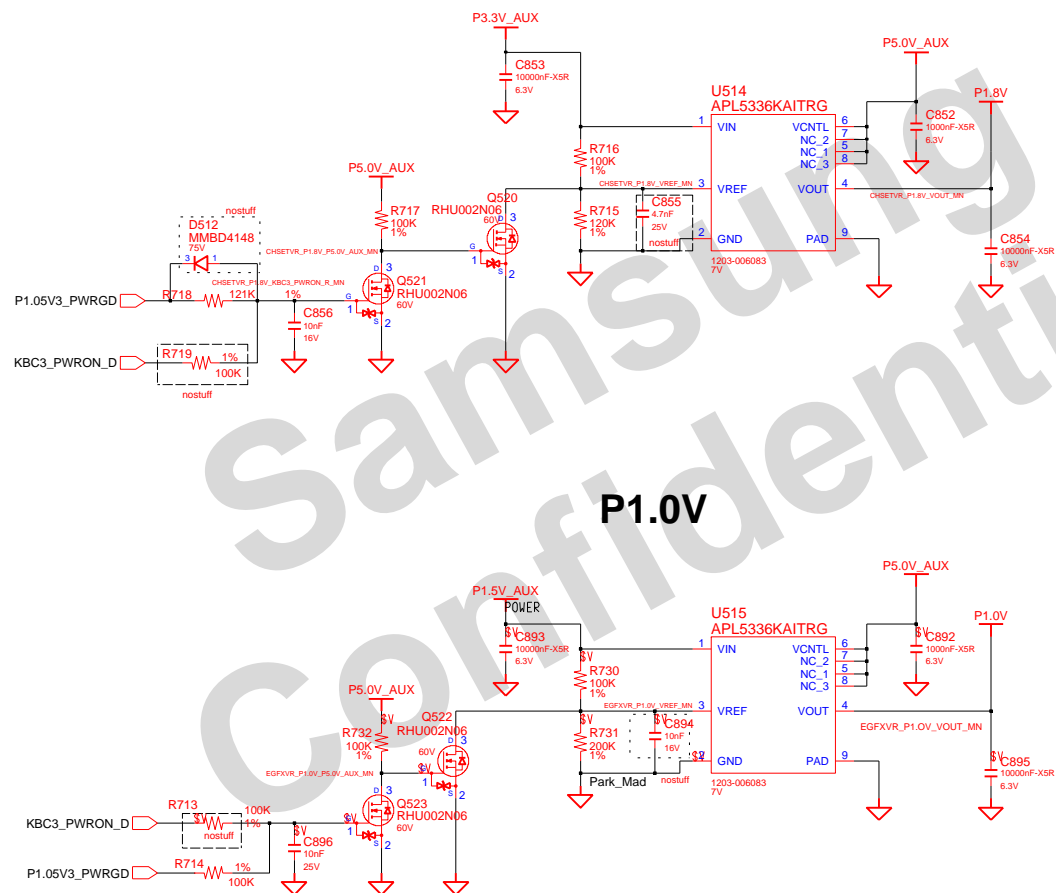 P3.3V_AUX
C853
10000nF-X5R
6.3V
P5.0V_AUX
P1.8V
U514
APL5336KAITRG
1 VIN
VCNTL 6
NC_2 7
NC_1 5
NC_3 8
C852
1000nF-X5R
6.3V
R716
100K
1%
3 VREF
VOUT 4
CHSETVR_P1.8V_VREF_MN
CHSETVR_P1.8V_VOUT_MN
C855
4.7nF
25V
nostuff
R715
120K
1%
2 GND
PAD 9
1203-006083
7V
C854
10000nF-X5R
6.3V
P5.0V_AUX
R717
100K
1%
Q520
RHU002N06
60V
D 3
G 1
S 2
CHSETVR_P1.8V_P5.0V_AUX_MN
nostuff
D512
MMBD4148
75V
3 1
CHSETVR_P1.8V_KBC3_PWRON_R_MN
P1.05V3_PWRGD
R718 121K 1%
Q521
RHU002N06
60V
D 3
G 1
S 2
C856
10nF
16V
KBC3_PWRON_D
R719 1%
100K
nostuff
Samsung
Confidenti
P1.0V
P1.5V_AUX
POWER
$V
C893
10000nF-X5R
6.3V
P5.0V_AUX
P1.0V
U515
APL5336KAITRG
1 VIN
VCNTL 6
NC_2 7
NC_1 5
NC_3 8
$V
C892
1000nF-X5R
6.3V
$V
R730
100K
1%
3 VREF
VOUT 4
EGFXVR_P1.0V_VREF_MN
EGFXVR_P1.OV_VOUT_MN
$V
C894
10nF
16V
nostuff
$V
R731
200K
1%
Park_Mad
$V
2 GND
PAD 9
1203-006083
7V
$V
C895
10000nF-X5R
6.3V
P5.0V_AUX
$V
R732
100K
1%
Q522
RHU002N06
60V
D 3
$V
G 1
S 2
EGFXVR_P1.0V_P5.0V_AUX_MN
Q523
RHU002N06
60V
D 3
$V
G 1
S 2
KBC3_PWRON_D
R713 100K
$V 1%
nostuff
$V
C896
10nF
25V
P1.05V3_PWRGD
R714 1%
100K